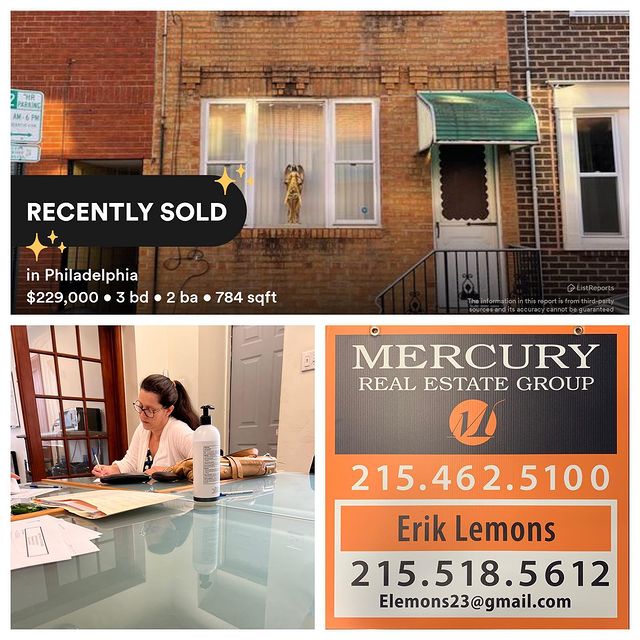 2 HR
PARKING
AM-6 PM
RECENTLY SOLD
in Philadelphia
$229,000 • 3 bd • 2 ba • 784 sqft
ListReports
The information in this report is from third-party
sources and its accuracy cannot be guaranteed
MERCURY
REAL ESTATE GROUP
M
215.462.5100
Erik Lemons
215.518.5612
Elemons23@gmail.com